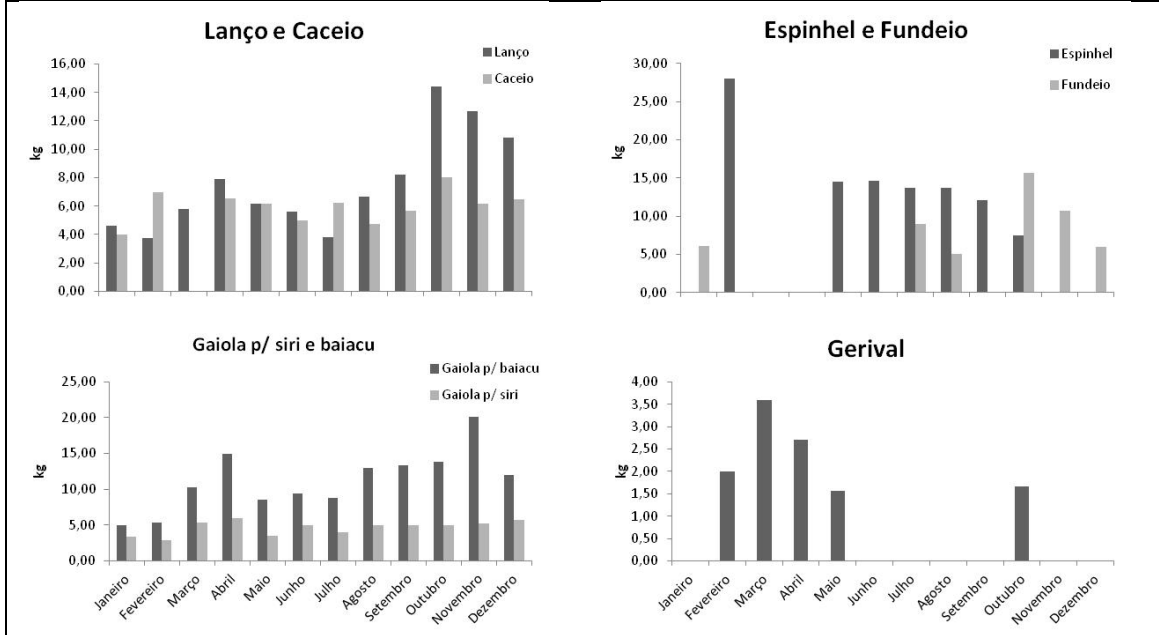 Lanço e Caceio
Lanço
Caceio
kg
16,00
14,00
12,00
10,00
8,00
6,00
4,00
2,00
0,00
Espinhel e Fundeio
Espinhel
Fundeio
kg
30,00
25,00
20,00
15,00
10,00
5,00
0,00
Gaiola p/ siri e baiacu
Gaiola p/ baiacu
Gaiola p/ siri
kg
25,00
20,00
15,00
10,00
5,00
0,00
Janeiro
Fevereiro
Março
Abril
Maio
Junho
Julho
Agosto
Setembro
Outubro
Novembro
Dezembro
Gerival
kg
4,00
3,50
3,00
2,50
2,00
1,50
1,00
0,50
0,00
Janeiro
Fevereiro
Março
Abril
Maio
Junho
Julho
Agosto
Setembro
Outubro
Novembro
Dezembro